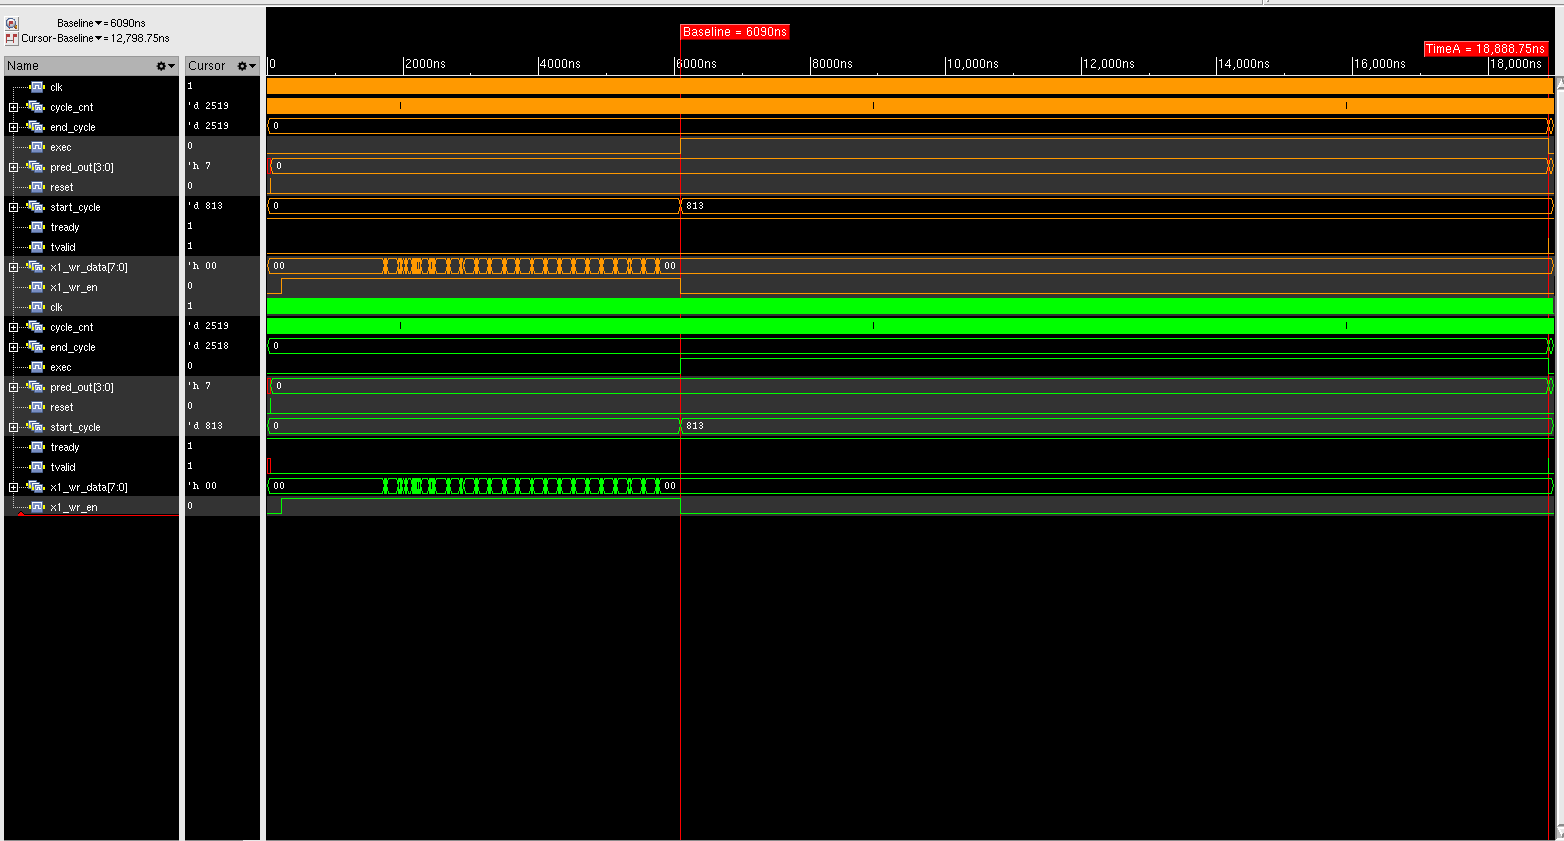 Baseline = 6090ns
Cursor-Baseline = 12,798.75ns
Baseline = 6090ns
TimeA = 18,888.75ns
Name Cursor 0 2000ns 4000ns 6000ns 8000ns 10,000ns 12,000ns 14,000ns 16,000ns 18,000ns
clk 1
cycle_cnt 'd 2519
end_cycle 'd 2519 0
exec 0
pred_out[3:0] 'h 7 0
reset 0
start_cycle 'd 813 0 813
tready 1
tvalid 1
x1_wr_data[7:0] 'h 00 00 00
x1_wr_en 0
clk 1
cycle_cnt 'd 2519
end_cycle 'd 2518 0
exec 0
pred_out[3:0] 'h 7 0
reset 0
start_cycle 'd 813 0 813
tready 1
tvalid 1
x1_wr_data[7:0] 'h 00 00 00
x1_wr_en 0